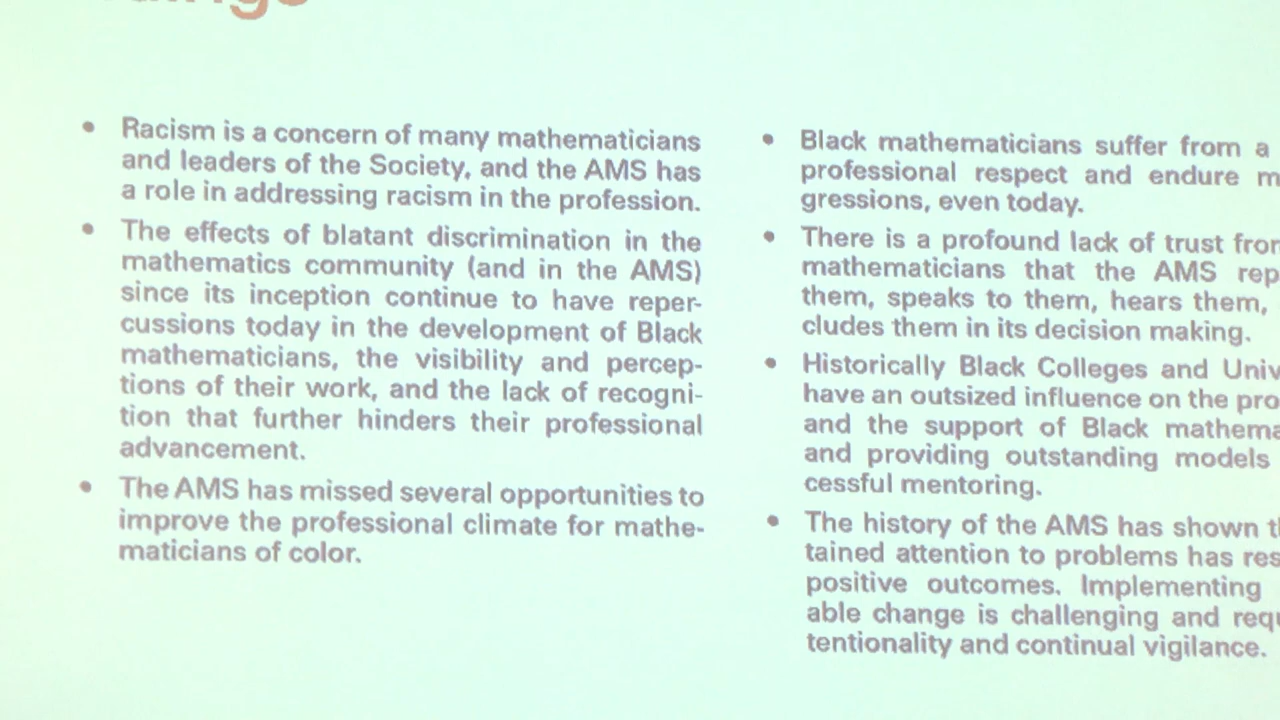 • Racism is a concern of many mathematicians
and leaders of the Society, and the AMS has
a role in addressing racism in the profession.
• The effects of blatant discrimination in the
mathematics community (and in the AMS)
since its inception continue to have reper-
cussions today in the development of Black
mathematicians, the visibility and percep-
tions of their work, and the lack of recogni-
tion that further hinders their professional
advancement.
• The AMS has missed several opportunities to
improve the professional climate for mathe-
maticians of color.
• Black mathematicians suffer from a
professional respect and endure
gressions, even today.
• There is a profound lack of trust
mathematicians that the AMS
them, speaks to them, hears them,
cludes them in its decision making.
• Historically Black Colleges and
have an outsized influence on the
and the support of Black
and providing outstanding models
cessful mentoring.
• The history of the AMS has shown
tained attention to problems has
positive outcomes. Implementing
able change is challenging and
tentionality and continual vigilance.